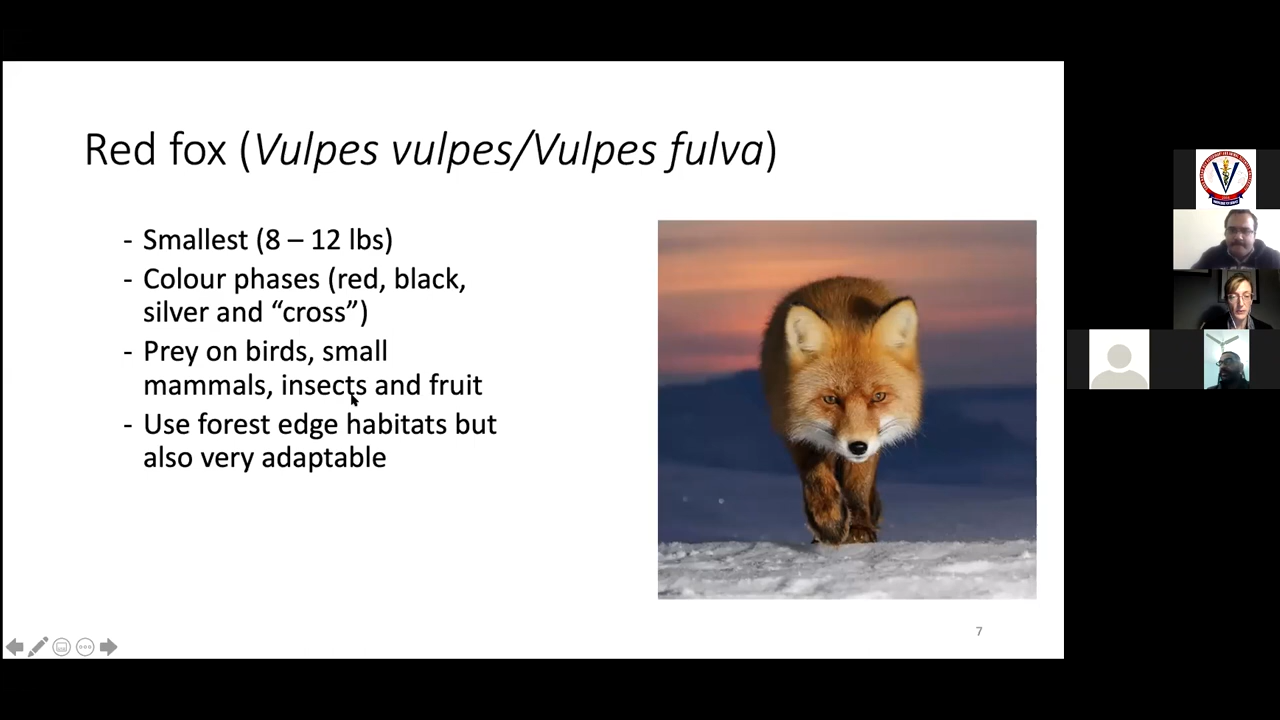 Red fox (Vulpes vulpes/Vulpes fulva)
- Smallest (8 – 12 lbs)
- Colour phases (red, black,
silver and “cross”)
- Prey on birds, small
mammals, insects and fruit
- Use forest edge habitats but
also very adaptable
7
V